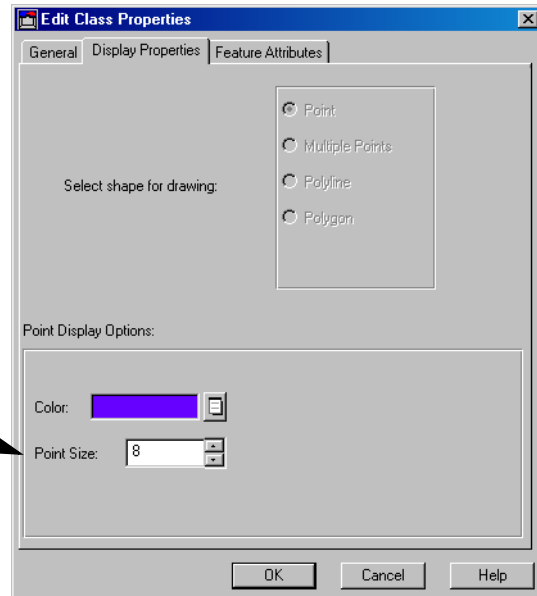 Edit Class Properties
General Display Properties Feature Attributes
Select shape for drawing:
Point
Multiple Points
Polyline
Polygon
Point Display Options:
Color:
Point Size: 8
OK Cancel Help